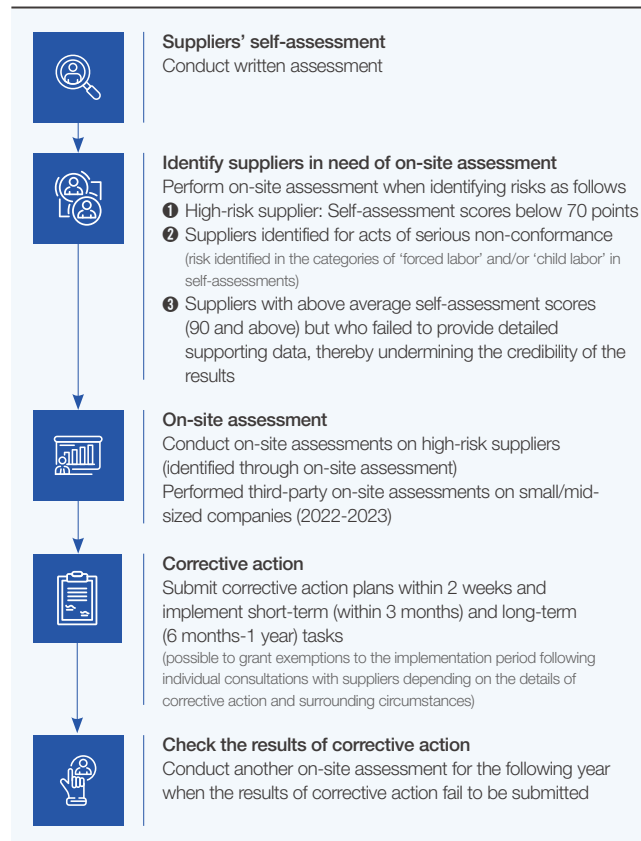 Suppliers’ self-assessment
Conduct written assessment
Identify suppliers in need of on-site assessment
Perform on-site assessment when identifying risks as follows
❶ High-risk supplier: Self-assessment scores below 70 points
❷ Suppliers identified for acts of serious non-conformance
(risk identified in the categories of ‘forced labor’ and/or ‘child labor’ in
self-assessments)
❸ Suppliers with above average self-assessment scores
(90 and above) but who failed to provide detailed
supporting data, thereby undermining the credibility of the
results
On-site assessment
Conduct on-site assessments on high-risk suppliers
(identified through on-site assessment)
Performed third-party on-site assessments on small/mid-
sized companies (2022-2023)
Corrective action
Submit corrective action plans within 2 weeks and
implement short-term (within 3 months) and long-term
(6 months-1 year) tasks
(possible to grant exemptions to the implementation period following
individual consultations with suppliers depending on the details of
corrective action and surrounding circumstances)
Check the results of corrective action
Conduct another on-site assessment for the following year
when the results of corrective action fail to be submitted